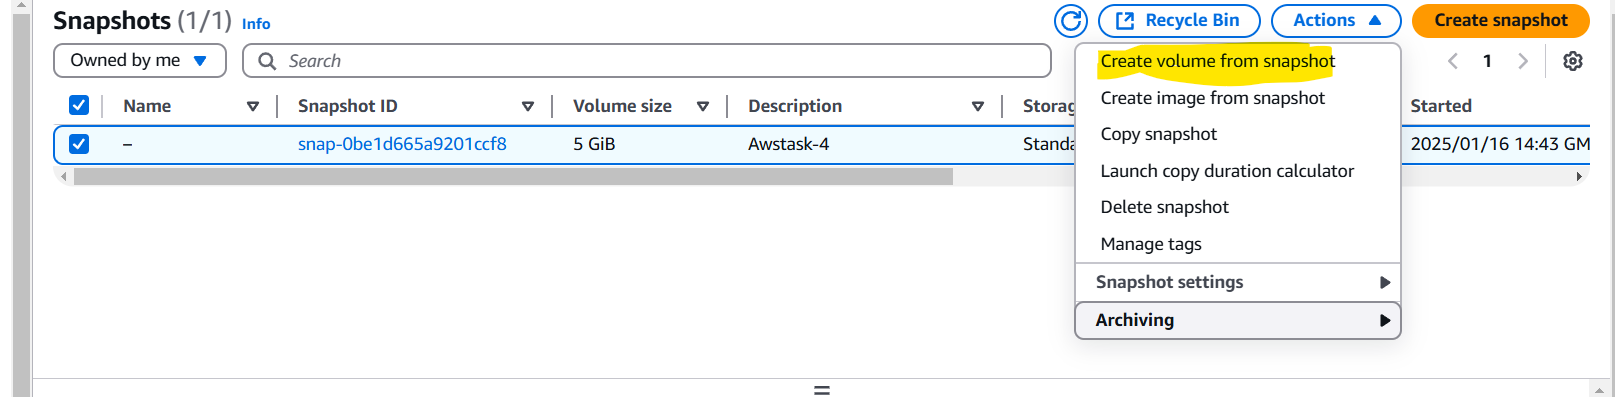 Snapshots (1/1) Info
Recycle Bin Actions Create snapshot
Owned by me Search 1
Name Snapshot ID Volume size Description Storag Started
– snap-0be1d665a9201ccf8 5 GiB Awstask-4 Standa 2025/01/16 14:43 GM
Create volume from snapshot
Create image from snapshot
Copy snapshot
Launch copy duration calculator
Delete snapshot
Manage tags
Snapshot settings
Archiving